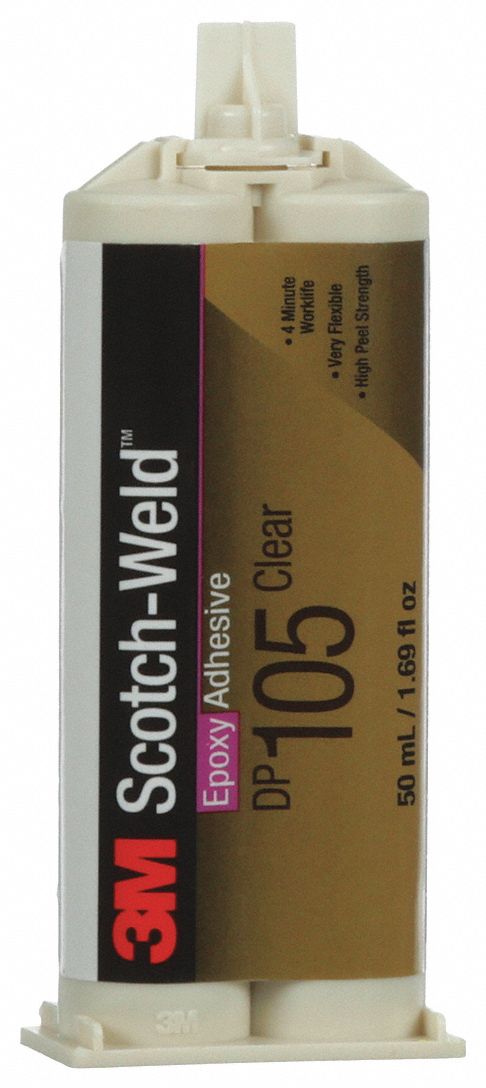 3M Scotch-Weld™
Epoxy Adhesive
DP105 Clear
• 4 Minute
Worklife
• Very Flexible
• High Peel Strength
50 mL / 1.69 fl oz
3M